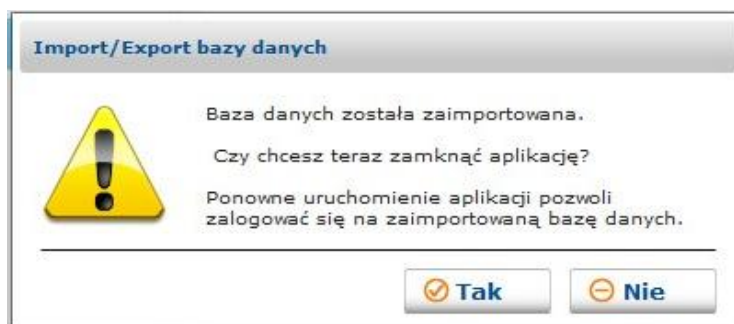 Import/Export bazy danych
Baza danych została zaimportowana.
Czy chcesz teraz zamknąć aplikację?
Ponowne uruchomienie aplikacji pozwoli
zalogować się na zaimportowaną bazę danych.
Tak
Nie